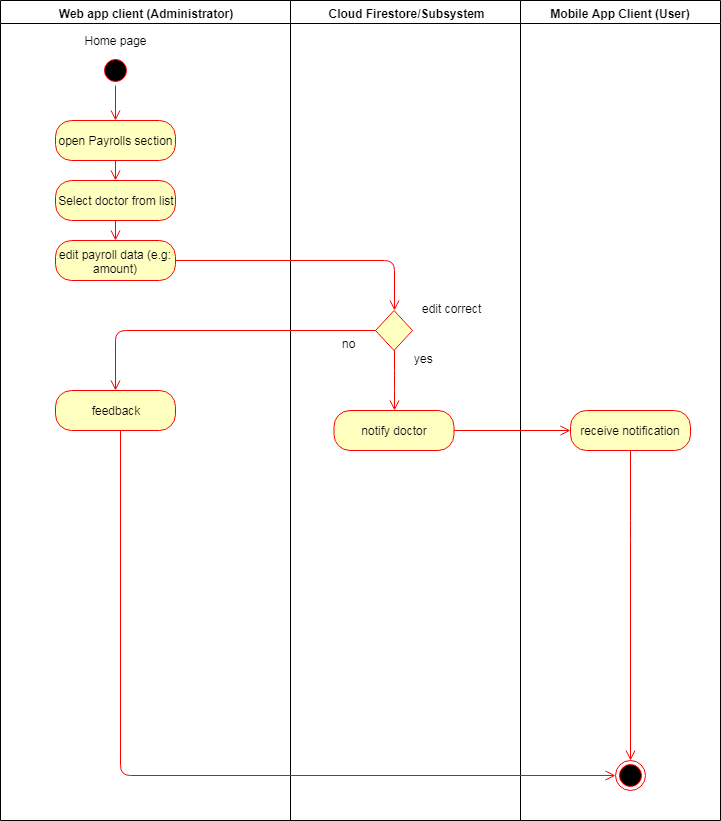 Web app client (Administrator)
Cloud Firestore/Subsystem
Mobile App Client (User)
Home page
open Payrolls section
Select doctor from list
edit payroll data (e.g:
amount)
edit correct
no
yes
feedback
notify doctor
receive notification